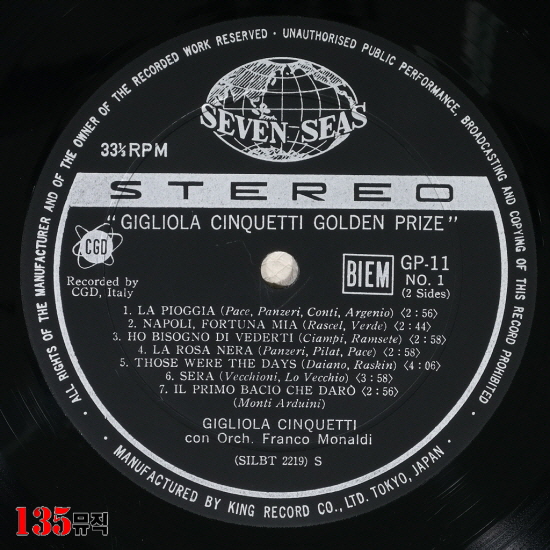 ALL RIGHTS OF THE MANUFACTURER AND OF THE OWNER OF THE RECORDED WORK RESERVED · UNAUTHORISED PUBLIC PERFORMANCE, BROADCASTING AND COPYING OF THIS RECORD PROHIBITED ·
SEVEN SEAS
33⅓ RPM
STEREO
"GIGLIOLA CINQUETTI GOLDEN PRIZE"
CGD
Recorded by
CGD, Italy
BIEM
GP-11
NO. 1
(2 Sides)
1. LA PIOGGIA (Pace, Panzeri, Conti, Argenio) <2:56>
2. NAPOLI, FORTUNA MIA (Rascel, Verde) <2:44>
3. HO BISOGNO DI VEDERTI (Ciampi, Ramsete) <2:58>
4. LA ROSA NERA (Panzeri, Pilat, Pace) <2:58>
5. THOSE WERE THE DAYS (Daiano, Raskin) <4:06>
6. SERA (Vecchioni, Lo Vecchio) <3:58>
7. IL PRIMO BACIO CHE DARÒ <2:56>
(Monti Arduini)
GIGLIOLA CINQUETTI
con Orch. Franco Monaldi
(SILBT 2219) S
· MANUFACTURED BY KING RECORD CO., LTD. TOKYO, JAPAN ·
135뮤직